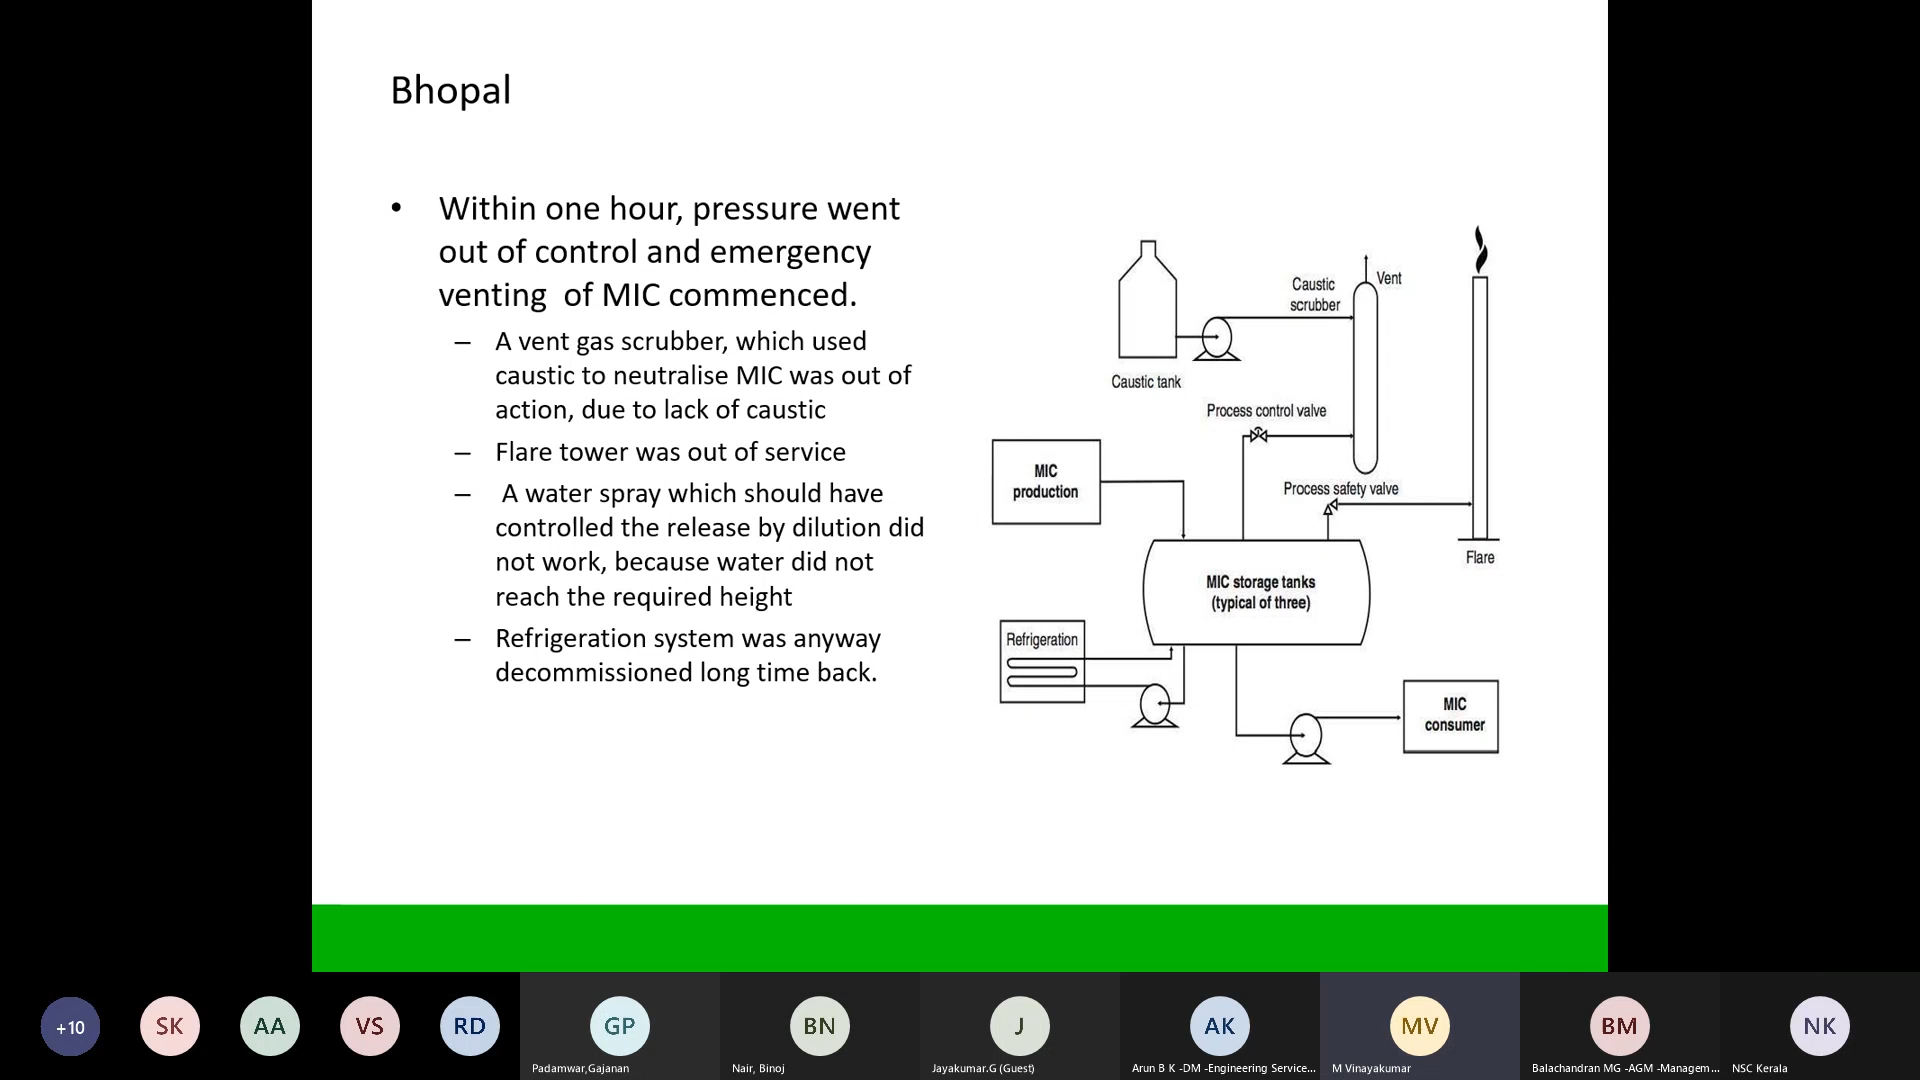 Bhopal
• Within one hour, pressure went
out of control and emergency
venting  of MIC commenced.
– A vent gas scrubber, which used
caustic to neutralise MIC was out of
action, due to lack of caustic
– Flare tower was out of service
– A water spray which should have
controlled the release by dilution did
not work, because water did not
reach the required height
– Refrigeration system was anyway
decommissioned long time back.
Vent
Caustic
scrubber
Caustic tank
Process control valve
MIC
production
Process safety valve
Flare
MIC storage tanks
(typical of three)
Refrigeration
MIC
consumer
+10
SK
AA
VS
RD
GP
BN
J
AK
MV
BM
NK
Padamwar,Gajanan
Nair, Binoj
Jayakumar.G (Guest)
Arun B K -DM -Engineering Service...
M Vinayakumar
Balachandran MG -AGM -Managem...
NSC Kerala